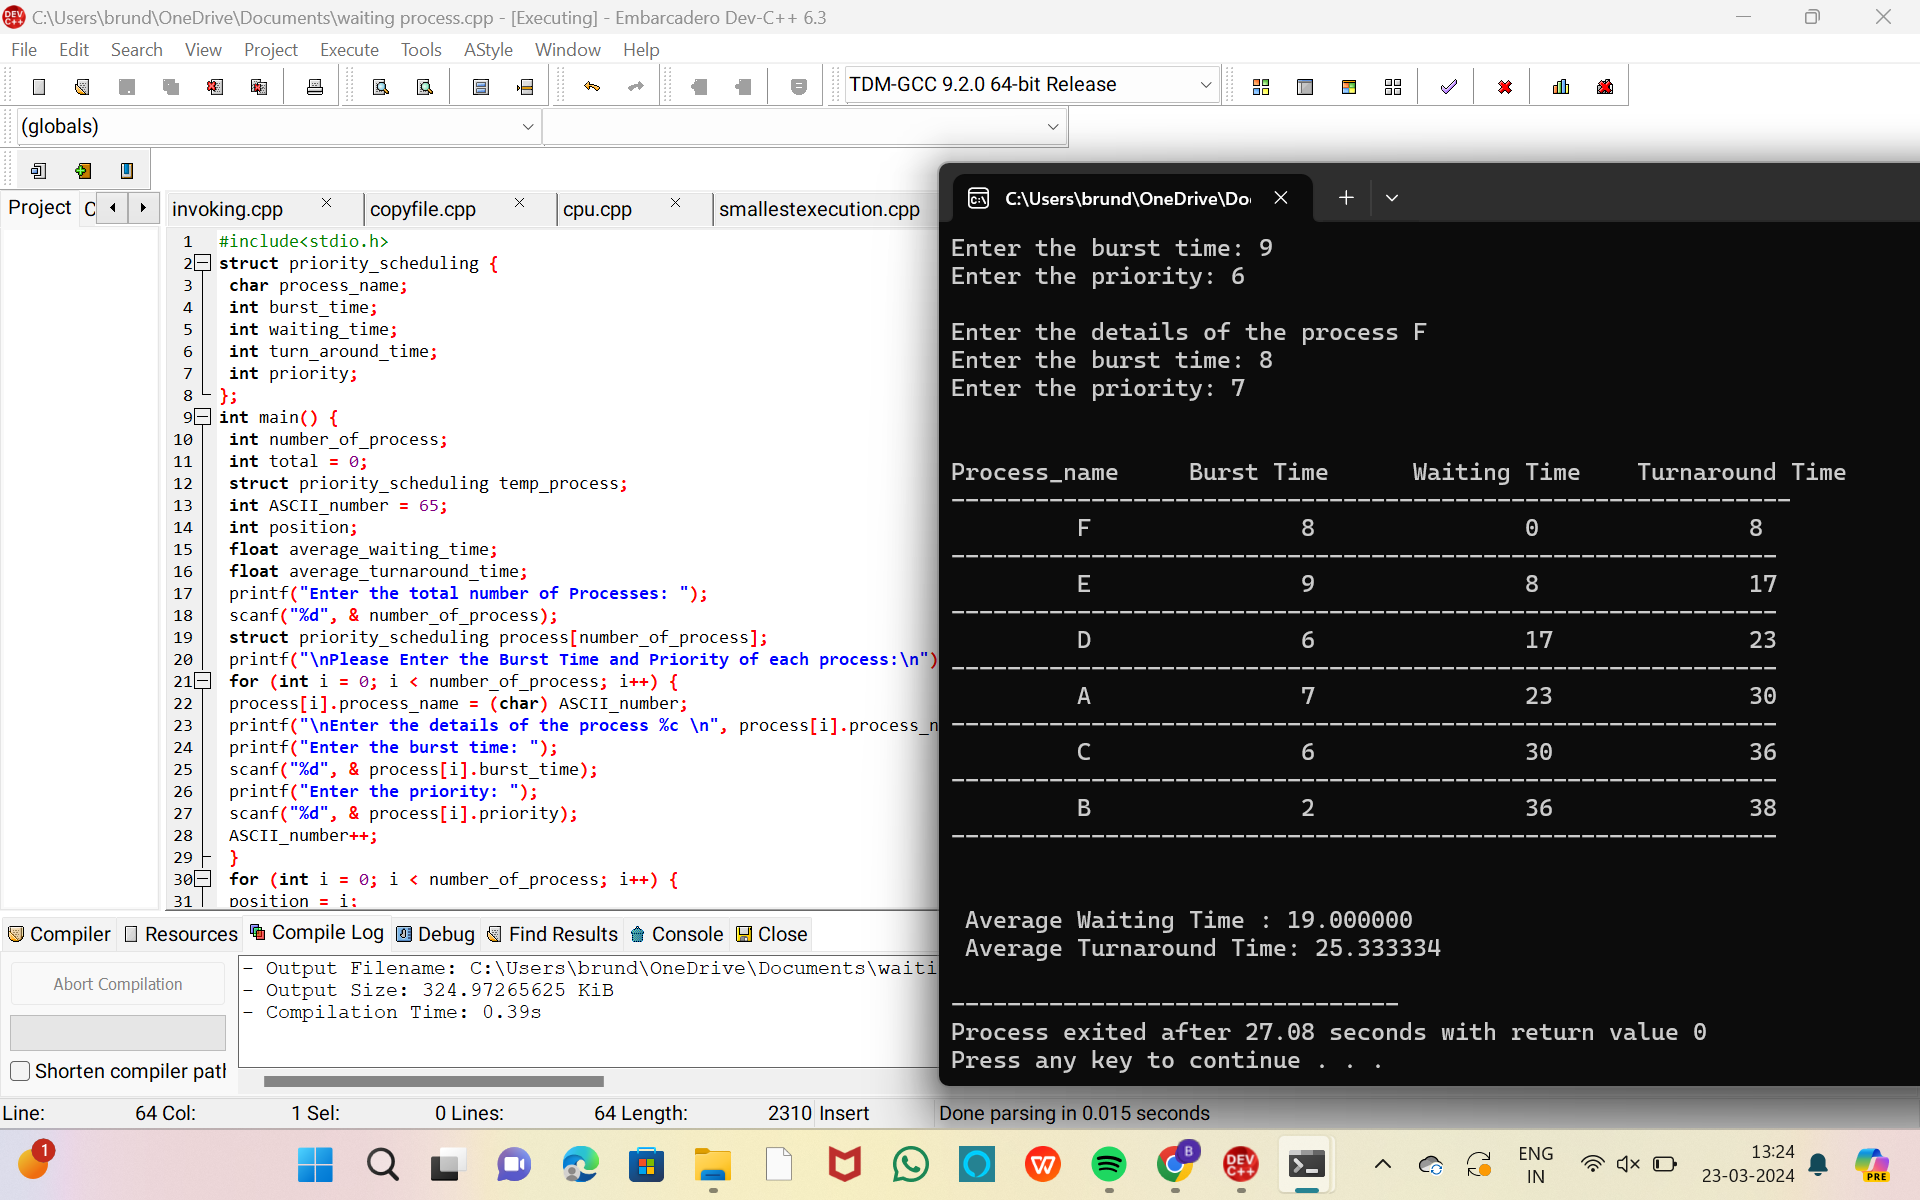 C:\Users\brund\OneDrive\Documents\waiting process.cpp - [Executing] - Embarcadero Dev-C++ 6.3
File Edit Search View Project Execute Tools AStyle Window Help
TDM-GCC 9.2.0 64-bit Release
(globals)
Project C
invoking.cpp copyfile.cpp cpu.cpp smallestexecution.cpp
1 #include<stdio.h>
2 struct priority_scheduling {
3 char process_name;
4 int burst_time;
5 int waiting_time;
6 int turn_around_time;
7 int priority;
8 };
9 int main() {
10 int number_of_process;
11 int total = 0;
12 struct priority_scheduling temp_process;
13 int ASCII_number = 65;
14 int position;
15 float average_waiting_time;
16 float average_turnaround_time;
17 printf("Enter the total number of Processes: ");
18 scanf("%d", & number_of_process);
19 struct priority_scheduling process[number_of_process];
20 printf("\nPlease Enter the Burst Time and Priority of each process:\n")
21 for (int i = 0; i < number_of_process; i++) {
22 process[i].process_name = (char) ASCII_number;
23 printf("\nEnter the details of the process %c \n", process[i].process_n
24 printf("Enter the burst time: ");
25 scanf("%d", & process[i].burst_time);
26 printf("Enter the priority: ");
27 scanf("%d", & process[i].priority);
28 ASCII_number++;
29 }
30 for (int i = 0; i < number_of_process; i++) {
31 position = i;
C:\Users\brund\OneDrive\Do
Enter the burst time: 9
Enter the priority: 6
Enter the details of the process F
Enter the burst time: 8
Enter the priority: 7
Process_name Burst Time Waiting Time Turnaround Time
F 8 0 8
E 9 8 17
D 6 17 23
A 7 23 30
C 6 30 36
B 2 36 38
Average Waiting Time : 19.000000
Average Turnaround Time: 25.333334
Process exited after 27.08 seconds with return value 0
Press any key to continue . . .
Compiler Resources Compile Log Debug Find Results Console Close
Abort Compilation
Shorten compiler path
- Output Filename: C:\Users\brund\OneDrive\Documents\waiti
- Output Size: 324.97265625 KiB
- Compilation Time: 0.39s
Line: 64 Col: 1 Sel: 0 Lines: 64 Length: 2310 Insert Done parsing in 0.015 seconds
1
B
DEV C++
ENG
IN
13:24
23-03-2024
PRE